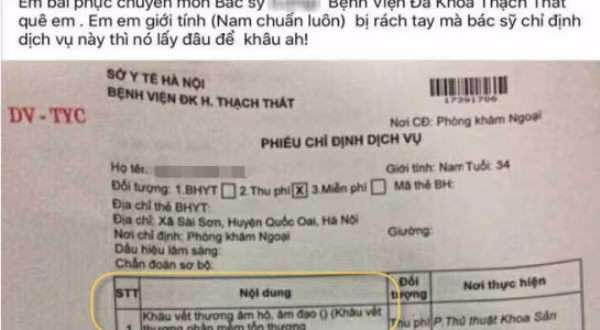 Em bái phục chuyên môn Bác sỹ Bệnh Viện Đa Khoa Thạch Thất
quê em . Em em giới tính (Nam chuẩn luôn) bị rách tay mà bác sỹ chỉ định
dịch vụ này thì nó lấy đâu để khâu ah!
SỞ Y TẾ HÀ NỘI
BỆNH VIỆN ĐK H. THẠCH THẤT
17291706
DV - TYC
Nơi CĐ: Phòng khám Ngoại
PHIẾU CHỈ ĐỊNH DỊCH VỤ
Họ tên: Giới tính: Nam Tuổi: 34
Đối tượng: 1.BHYT 2.Thu phí X 3.Miễn phí Mã thẻ BH:
Địa chỉ thẻ BHYT:
Địa chỉ: Xã Sài Sơn, Huyện Quốc Oai, Hà Nội
Nơi chỉ định: Phòng khám Ngoại Giường:
Dấu hiệu lâm sàng:
Chẩn đoán sơ bộ:
STT Nội dung Đối tượng Nơi thực hiện
1 Khâu vết thương âm hộ, âm đạo () (Khâu vết
thương phần mềm tổn thương Thu phí P.Thủ thuật Khoa Sản